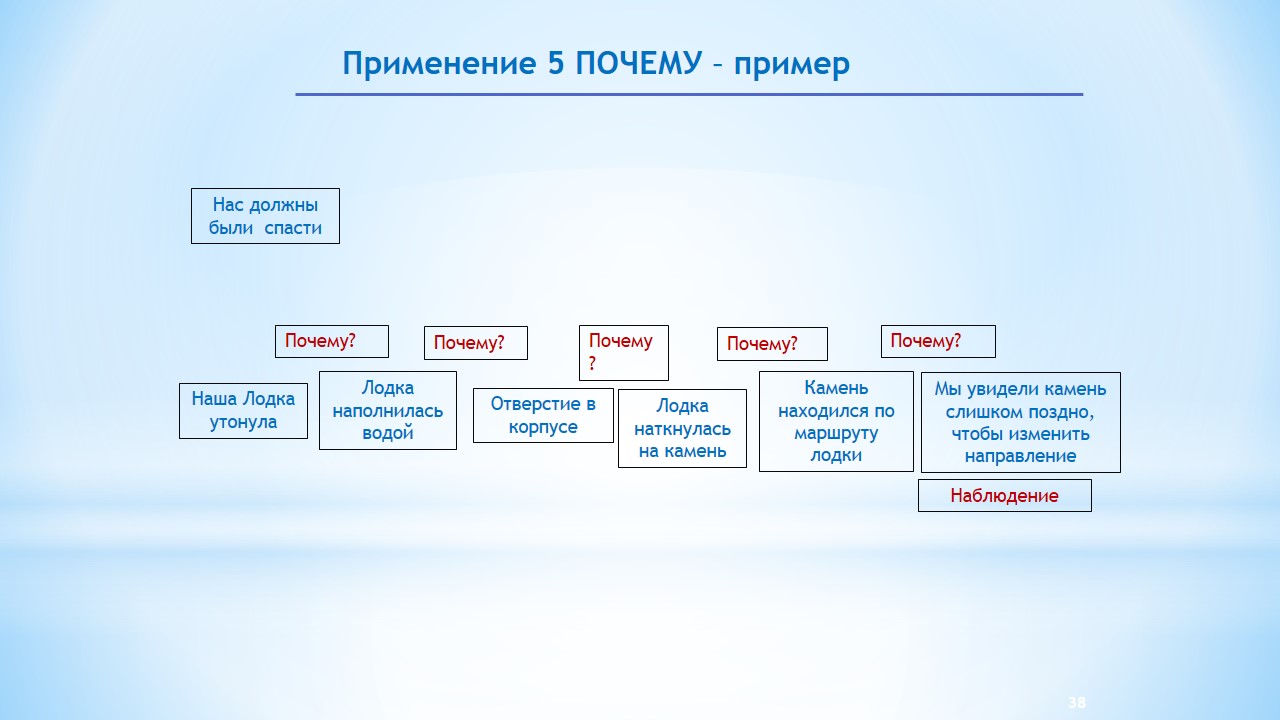 Применение 5 ПОЧЕМУ – пример
Нас должны
были спасти
Почему?
Почему?
Почему
?
Почему?
Почему?
Наша Лодка
утонула
Лодка
наполнилась
водой
Отверстие в
корпусе
Лодка
наткнулась
на камень
Камень
находился по
маршруту
лодки
Мы увидели камень
слишком поздно,
чтобы изменить
направление
Наблюдение
38